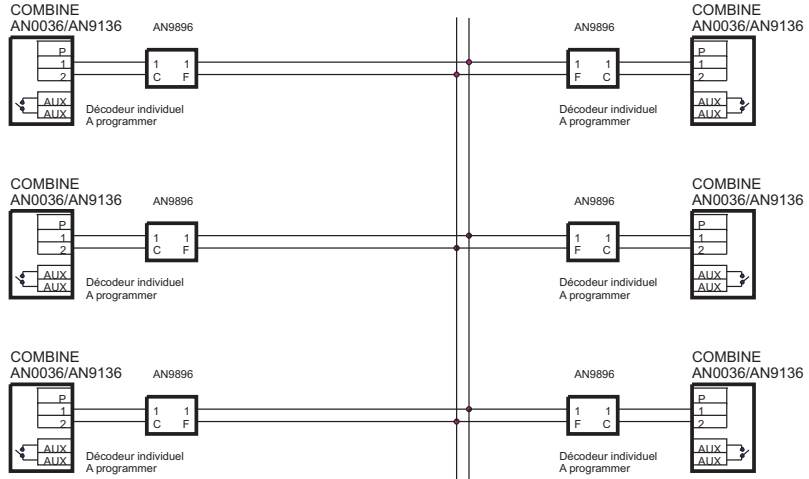 COMBINE
AN0036/AN9136
AN9896
P
1
2
AUX
AUX
1 1
C F
Décodeur individuel
A programmer
COMBINE
AN0036/AN9136
AN9896
P
1
2
AUX
AUX
1 1
F C
Décodeur individuel
A programmer
COMBINE
AN0036/AN9136
AN9896
P
1
2
AUX
AUX
1 1
C F
Décodeur individuel
A programmer
COMBINE
AN0036/AN9136
AN9896
P
1
2
AUX
AUX
1 1
F C
Décodeur individuel
A programmer
COMBINE
AN0036/AN9136
AN9896
P
1
2
AUX
AUX
1 1
C F
Décodeur individuel
A programmer
COMBINE
AN0036/AN9136
AN9896
P
1
2
AUX
AUX
1 1
F C
Décodeur individuel
A programmer